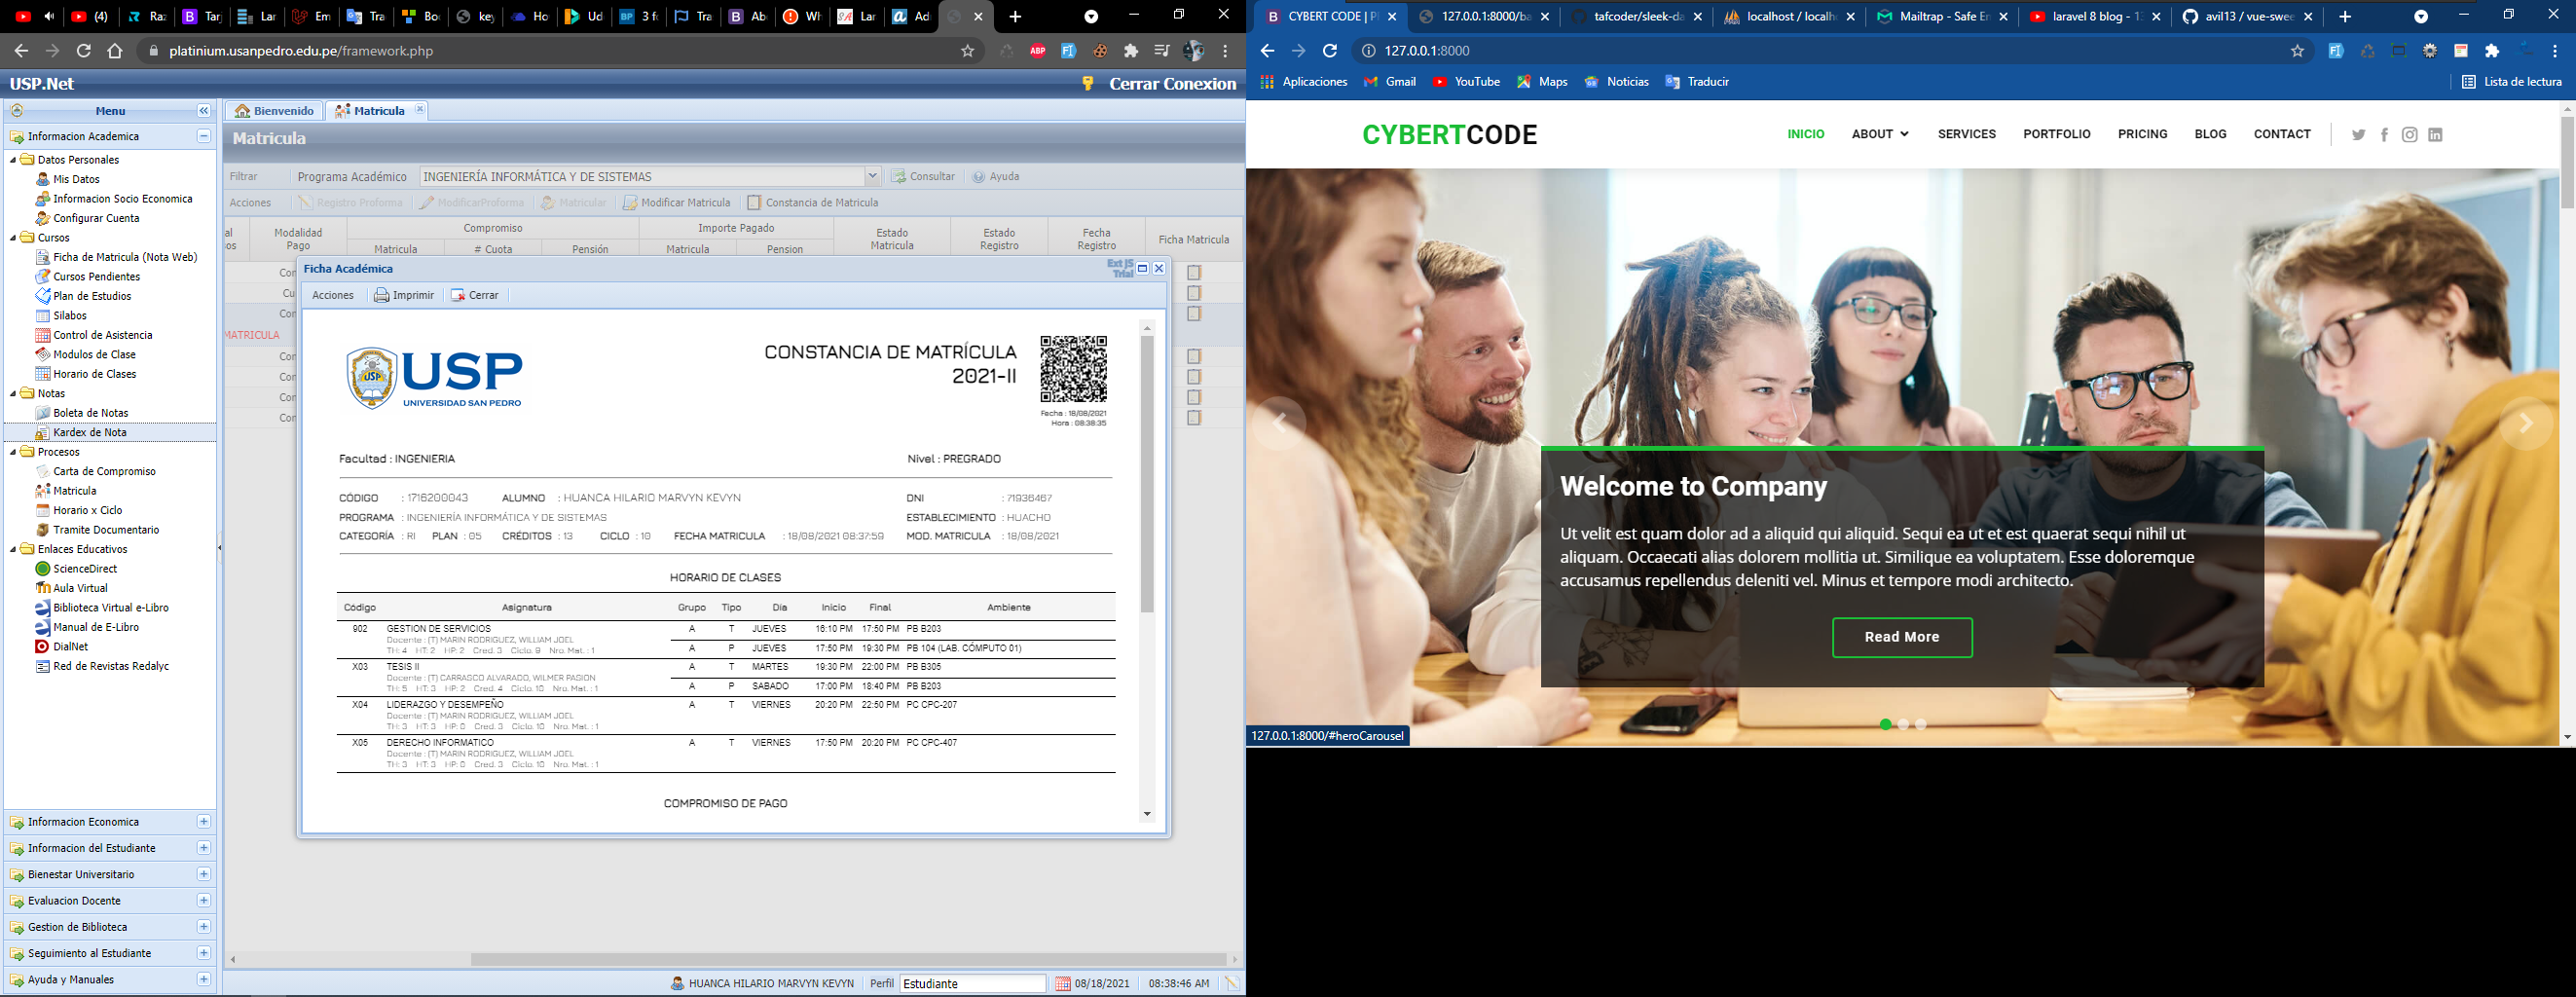 (4)
Raz
Tarj
Lar
Em
Tra
Boo
key
Ho
Ud
3 fo
Tra
Abo
Wh
Lar
Adr
platinium.usanpedro.edu.pe/framework.php
USP.Net
Cerrar Conexion
Menu
Informacion Academica
Datos Personales
Mis Datos
Informacion Socio Economica
Configurar Cuenta
Cursos
Ficha de Matricula (Nota Web)
Cursos Pendientes
Plan de Estudios
Silabos
Control de Asistencia
Modulos de Clase
Horario de Clases
Notas
Boleta de Notas
Kardex de Nota
Procesos
Carta de Compromiso
Matricula
Horario x Ciclo
Tramite Documentario
Enlaces Educativos
ScienceDirect
Aula Virtual
Biblioteca Virtual e-Libro
Manual de E-Libro
DialNet
Red de Revistas Redalyc
Informacion Economica
Informacion del Estudiante
Bienestar Universitario
Evaluacion Docente
Gestion de Biblioteca
Seguimiento al Estudiante
Ayuda y Manuales
Bienvenido Matricula
Matricula
Filtrar Programa Académico INGENIERÍA INFORMÁTICA Y DE SISTEMAS Consultar Ayuda
Acciones Registro Proforma ModificarProforma Matricular Modificar Matricula Constancia de Matricula
Modalidad Pago Compromiso Importe Pagado Estado Matricula Estado Registro Fecha Registro Ficha Matricula
Matricula # Cuota Pensión Matricula Pension
Con
Cu
Con
MATRICULA
Con
Con
Con
Con
Ficha Académica
Ext JS Trial
Acciones Imprimir Cerrar
USP
USP
UNIVERSIDAD SAN PEDRO
CONSTANCIA DE MATRÍCULA
2021-II
Fecha : 18/08/2021
Hora : 08:38:35
Facultad : INGENIERIA Nivel : PREGRADO
CÓDIGO : 1716200043 ALUMNO : HUANCA HILARIO MARVYN KEVYN DNI : 71936467
PROGRAMA : INGENIERÍA INFORMÁTICA Y DE SISTEMAS ESTABLECIMIENTO : HUACHO
CATEGORÍA : RI PLAN : 05 CRÉDITOS : 13 CICLO : 10 FECHA MATRICULA : 18/08/2021 08:37:59 MOD. MATRICULA : 18/08/2021
HORARIO DE CLASES
Código Asignatura Grupo Tipo Día Inicio Final Ambiente
902 GESTION DE SERVICIOS A T JUEVES 16:10 PM 17:50 PM PB B203
Docente : (T) MARIN RODRIGUEZ, WILLIAM JOEL
TH: 4 HT: 2 HP: 2 Cred. 3 Ciclo. 9 Nro. Mat. : 1 A P JUEVES 17:50 PM 19:30 PM PB 104 (LAB. CÓMPUTO 01)
X03 TESIS II A T MARTES 19:30 PM 22:00 PM PB B305
Docente : (T) CARRASCO ALVARADO, WILMER PASION
TH: 5 HT: 3 HP: 2 Cred. 4 Ciclo. 10 Nro. Mat. : 1 A P SABADO 17:00 PM 18:40 PM PB B203
X04 LIDERAZGO Y DESEMPEÑO A T VIERNES 20:20 PM 22:50 PM PC CPC-207
Docente : (T) MARIN RODRIGUEZ, WILLIAM JOEL
TH: 3 HT: 3 HP: 0 Cred. 3 Ciclo. 10 Nro. Mat. : 1
X05 DERECHO INFORMATICO A T VIERNES 17:50 PM 20:20 PM PC CPC-407
Docente : (T) MARIN RODRIGUEZ, WILLIAM JOEL
TH: 3 HT: 3 HP: 0 Cred. 3 Ciclo. 10 Nro. Mat. : 1
COMPROMISO DE PAGO
HUANCA HILARIO MARVYN KEVYN Perfil Estudiante 08/18/2021 08:38:46 AM
CYBERT CODE | P
127.0.0.1:8000/ba
tafcoder/sleek-da
localhost / localh
Mailtrap - Safe Em
laravel 8 blog - 13
avil13 / vue-swee
127.0.0.1:8000
Aplicaciones Gmail YouTube Maps Noticias Traducir Lista de lectura
CYBERTCODE
INICIO ABOUT SERVICES PORTFOLIO PRICING BLOG CONTACT
Welcome to Company
Ut velit est quam dolor ad a aliquid qui aliquid. Sequi ea ut et est quaerat sequi nihil ut
aliquam. Occaecati alias dolorem mollitia ut. Similique ea voluptatem. Esse doloremque
accusamus repellendus deleniti vel. Minus et tempore modi architecto.
Read More
127.0.0.1:8000/#heroCarousel